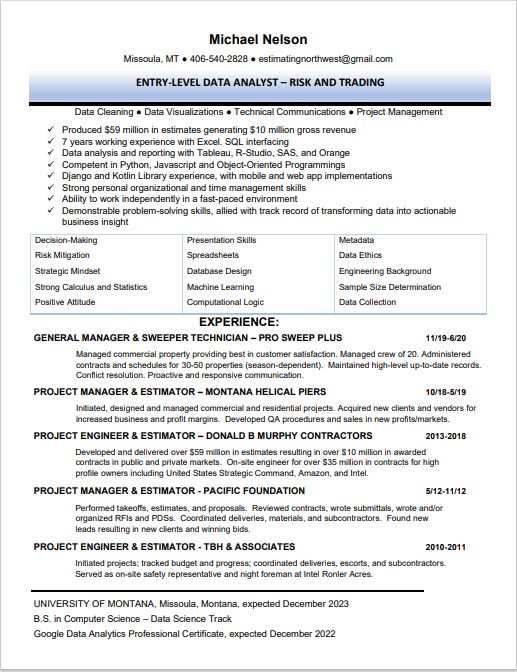 Michael Nelson
Missoula, MT ● 406-540-2828 ● estimatingnorthwest@gmail.com
ENTRY-LEVEL DATA ANALYST – RISK AND TRADING
Data Cleaning ● Data Visualizations ● Technical Communications ● Project Management
✓ Produced $59 million in estimates generating $10 million gross revenue
✓ 7 years working experience with Excel. SQL interfacing
✓ Data analysis and reporting with Tableau, R-Studio, SAS, and Orange
✓ Competent in Python, Javascript and Object-Oriented Programmings
✓ Django and Kotlin Library experience, with mobile and web app implementations
✓ Strong personal organizational and time management skills
✓ Ability to work independently in a fast-paced environment
✓ Demonstrable problem-solving skills, allied with track record of transforming data into actionable
business insight
Decision-Making Presentation Skills Metadata
Risk Mitigation Spreadsheets Data Ethics
Strategic Mindset Database Design Engineering Background
Strong Calculus and Statistics Machine Learning Sample Size Determination
Positive Attitude Computational Logic Data Collection
EXPERIENCE:
GENERAL MANAGER & SWEEPER TECHNICIAN – PRO SWEEP PLUS 11/19-6/20
Managed commercial property providing best in customer satisfaction. Managed crew of 20. Administered
contracts and schedules for 30-50 properties (season-dependent). Maintained high-level up-to-date records.
Conflict resolution. Proactive and responsive communication.
PROJECT MANAGER & ESTIMATOR – MONTANA HELICAL PIERS 10/18-5/19
Initiated, designed and managed commercial and residential projects. Acquired new clients and vendors for
increased business and profit margins. Developed QA procedures and sales in new profits/markets.
PROJECT ENGINEER & ESTIMATOR – DONALD B MURPHY CONTRACTORS 2013-2018
Developed and delivered over $59 million in estimates resulting in over $10 million in awarded
contracts in public and private markets. On-site engineer for over $35 million in contracts for high
profile owners including United States Strategic Command, Amazon, and Intel.
PROJECT MANAGER & ESTIMATOR - PACIFIC FOUNDATION 5/12-11/12
Performed takeoffs, estimates, and proposals. Reviewed contracts, wrote submittals, wrote and/or
organized RFIs and PDSs. Coordinated deliveries, materials, and subcontractors. Found new
leads resulting in new clients and winning bids.
PROJECT ENGINEER & ESTIMATOR - TBH & ASSOCIATES 2010-2011
Initiated projects; tracked budget and progress; coordinated deliveries, escorts, and subcontractors.
Served as on-site safety representative and night foreman at Intel Ronler Acres.
UNIVERSITY OF MONTANA, Missoula, Montana, expected December 2023
B.S. in Computer Science – Data Science Track
Google Data Analytics Professional Certificate, expected December 2022